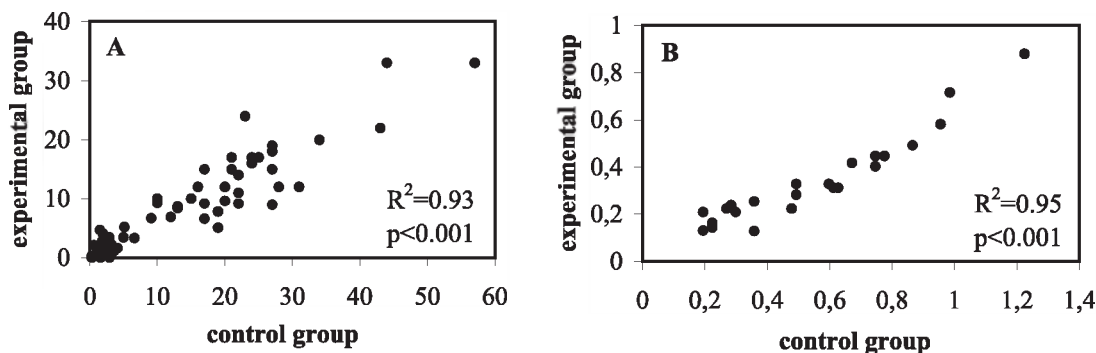 A
experimental group
40
30
20
10
0
R²=0.93
p<0.001
0 10 20 30 40 50 60
control group
B
experimental group
1
0,8
0,6
0,4
0,2
0
R²=0.95
p<0.001
0 0,2 0,4 0,6 0,8 1 1,2 1,4
control group